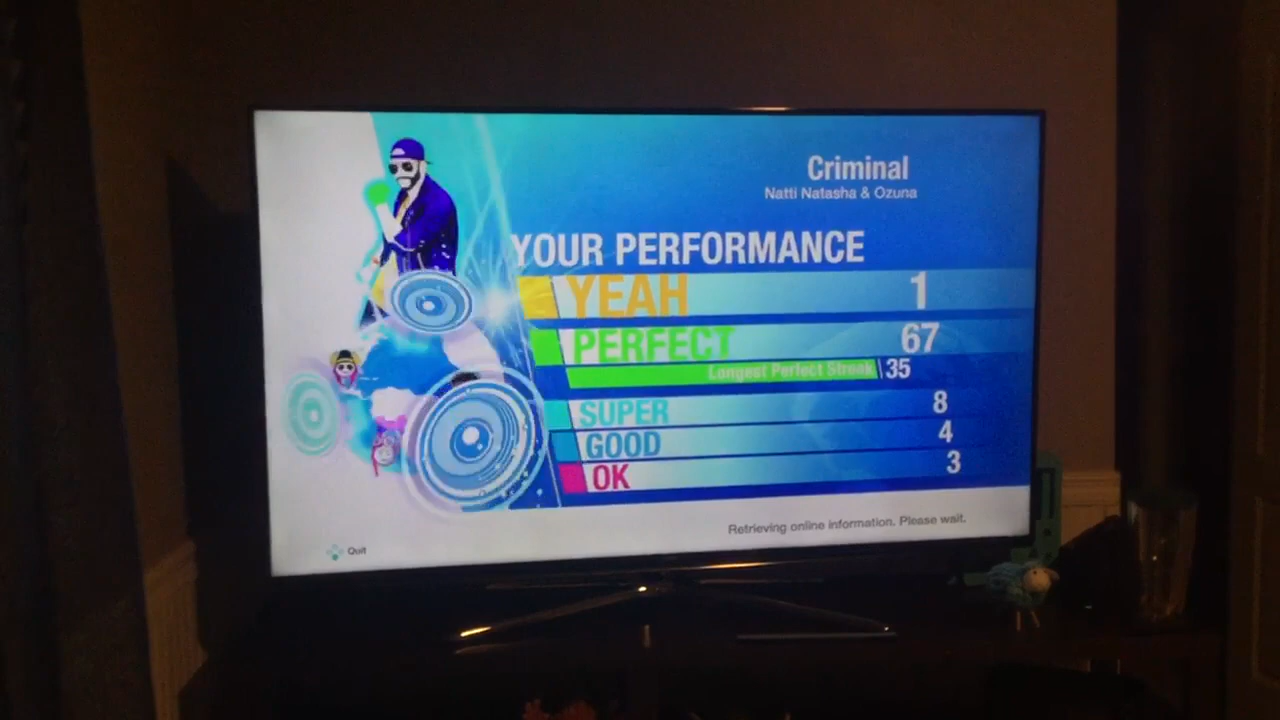 Criminal
Natti Natasha & Ozuna
YOUR PERFORMANCE
YEAH 1
PERFECT 67
Longest Perfect Streak 35
SUPER 8
GOOD 4
OK 3
Retrieving online information. Please wait.
Quit